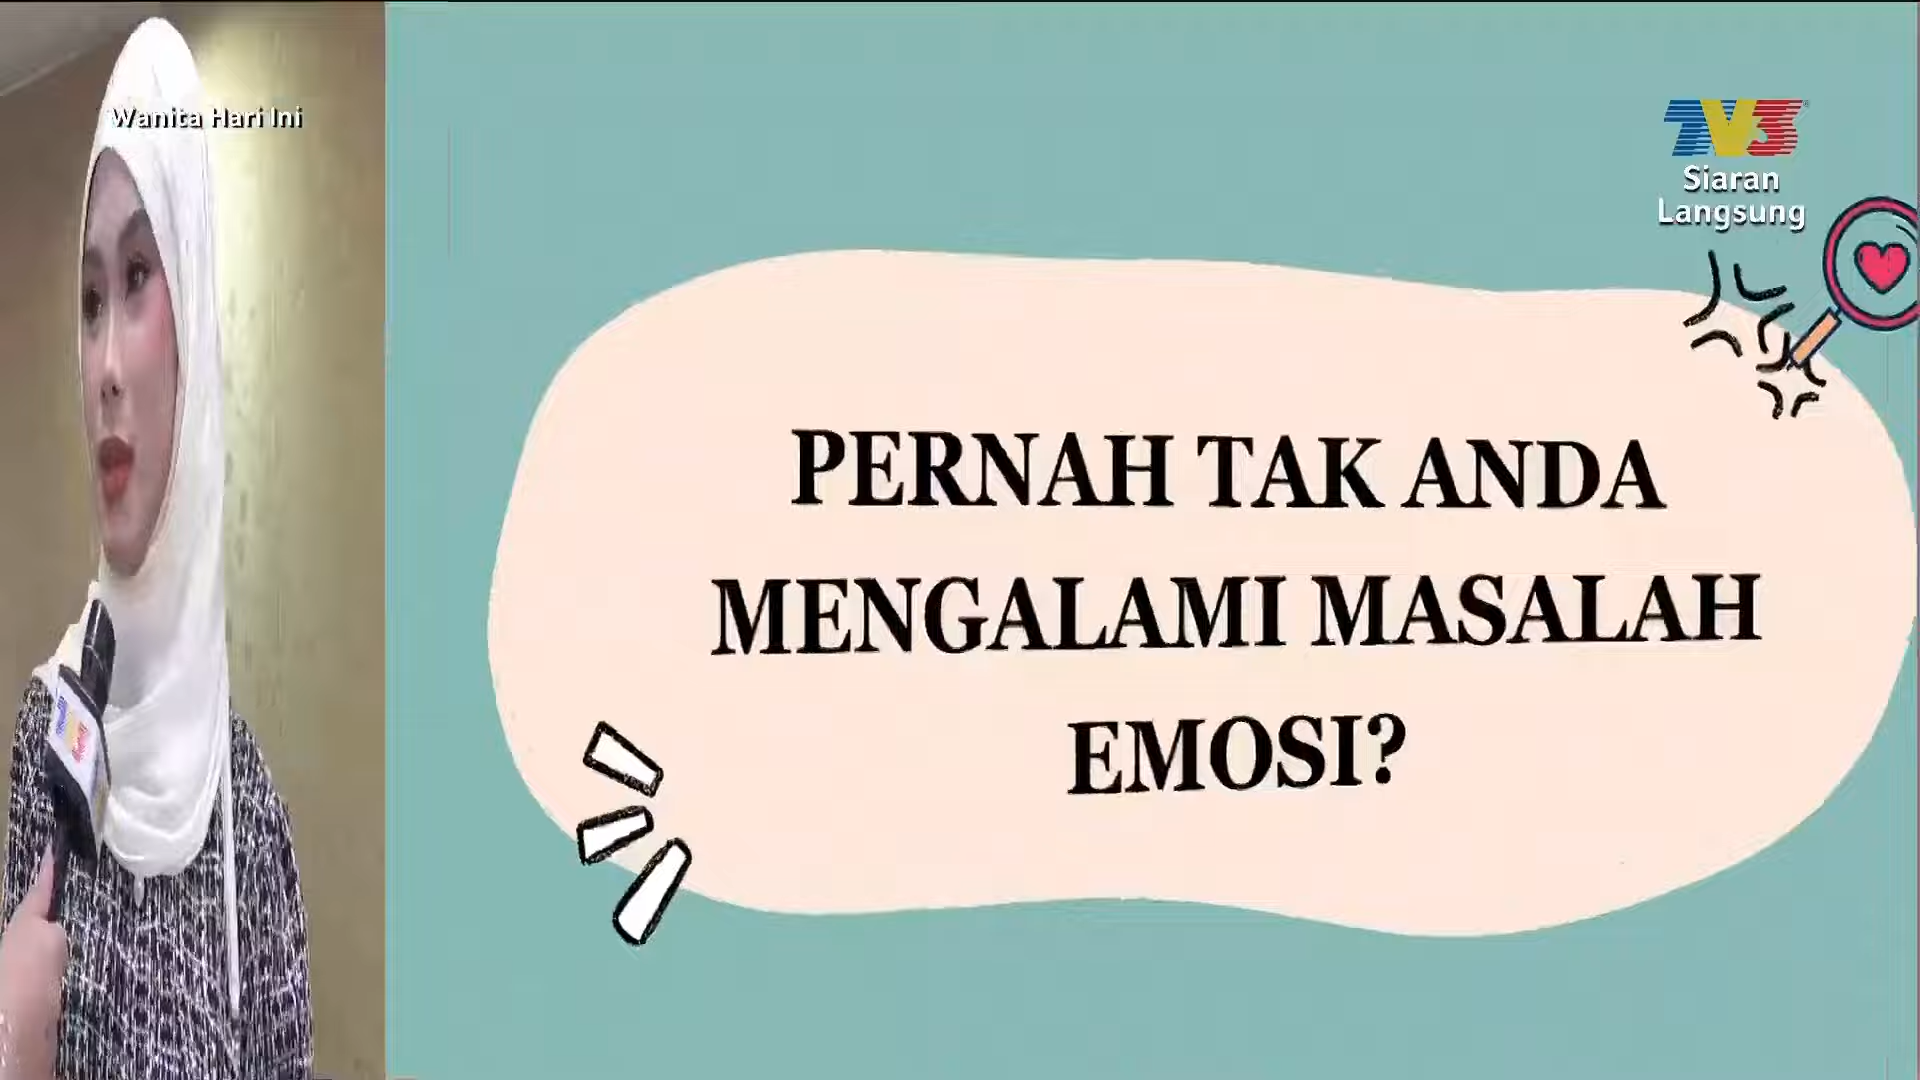 Wanita Hari Ini
TV3
Siaran
Langsung
PERNAH TAK ANDA
MENGALAMI MASALAH
EMOSI?